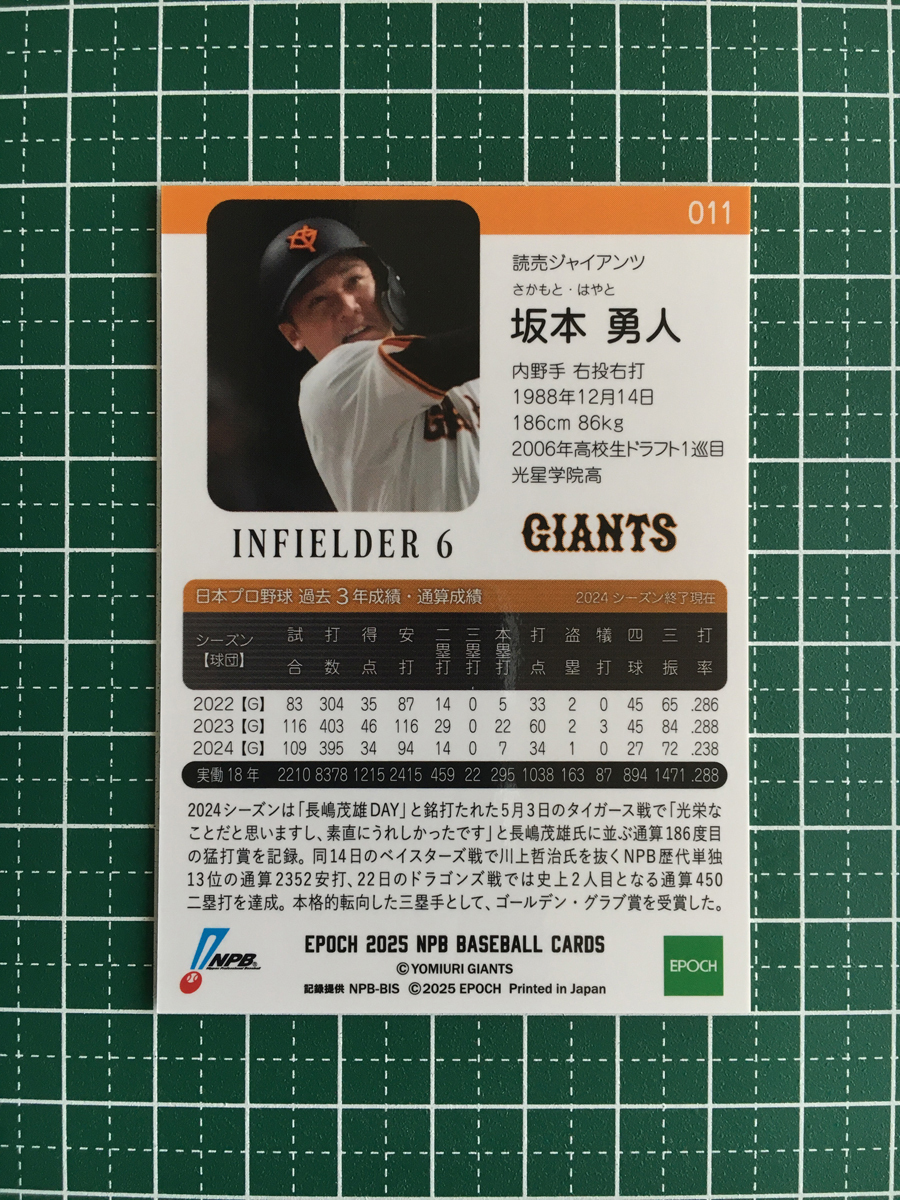 011
読売ジャイアンツ
さかもと・はやと
坂本 勇人
内野手 右投右打
1988年12月14日
186cm 86kg
2006年高校生ドラフト1巡目
光星学院高
GIANTS
INFIELDER 6
日本プロ野球 過去3年成績・通算成績 2024 シーズン終了現在
シーズン【球団】 試合 打数 得点 安打 二塁打 三塁打 本塁打 打点 盗塁 犠打 四球 三振 打率
2022【G】 83 304 35 87 14 0 5 33 2 0 45 65 .286
2023【G】 116 403 46 116 29 0 22 60 2 3 45 84 .288
2024【G】 109 395 34 94 14 0 7 34 1 0 27 72 .238
実働18年 2210 8378 1215 2415 459 22 295 1038 163 87 894 1471 .288
2024シーズンは「長嶋茂雄DAY」と銘打たれた5月3日のタイガース戦で「光栄な
ことだと思いますし、素直にうれしかったです」と長嶋茂雄氏に並ぶ通算186度目
の猛打賞を記録。同14日のベイスターズ戦で川上哲治氏を抜くNPB歴代単独
13位の通算2352安打、22日のドラゴンズ戦では史上2人目となる通算450
二塁打を達成。本格的転向した三塁手として、ゴールデン・グラブ賞を受賞した。
NPB
EPOCH 2025 NPB BASEBALL CARDS
©YOMIURI GIANTS
記録提供 NPB-BIS ©2025 EPOCH Printed in Japan
EPOCH